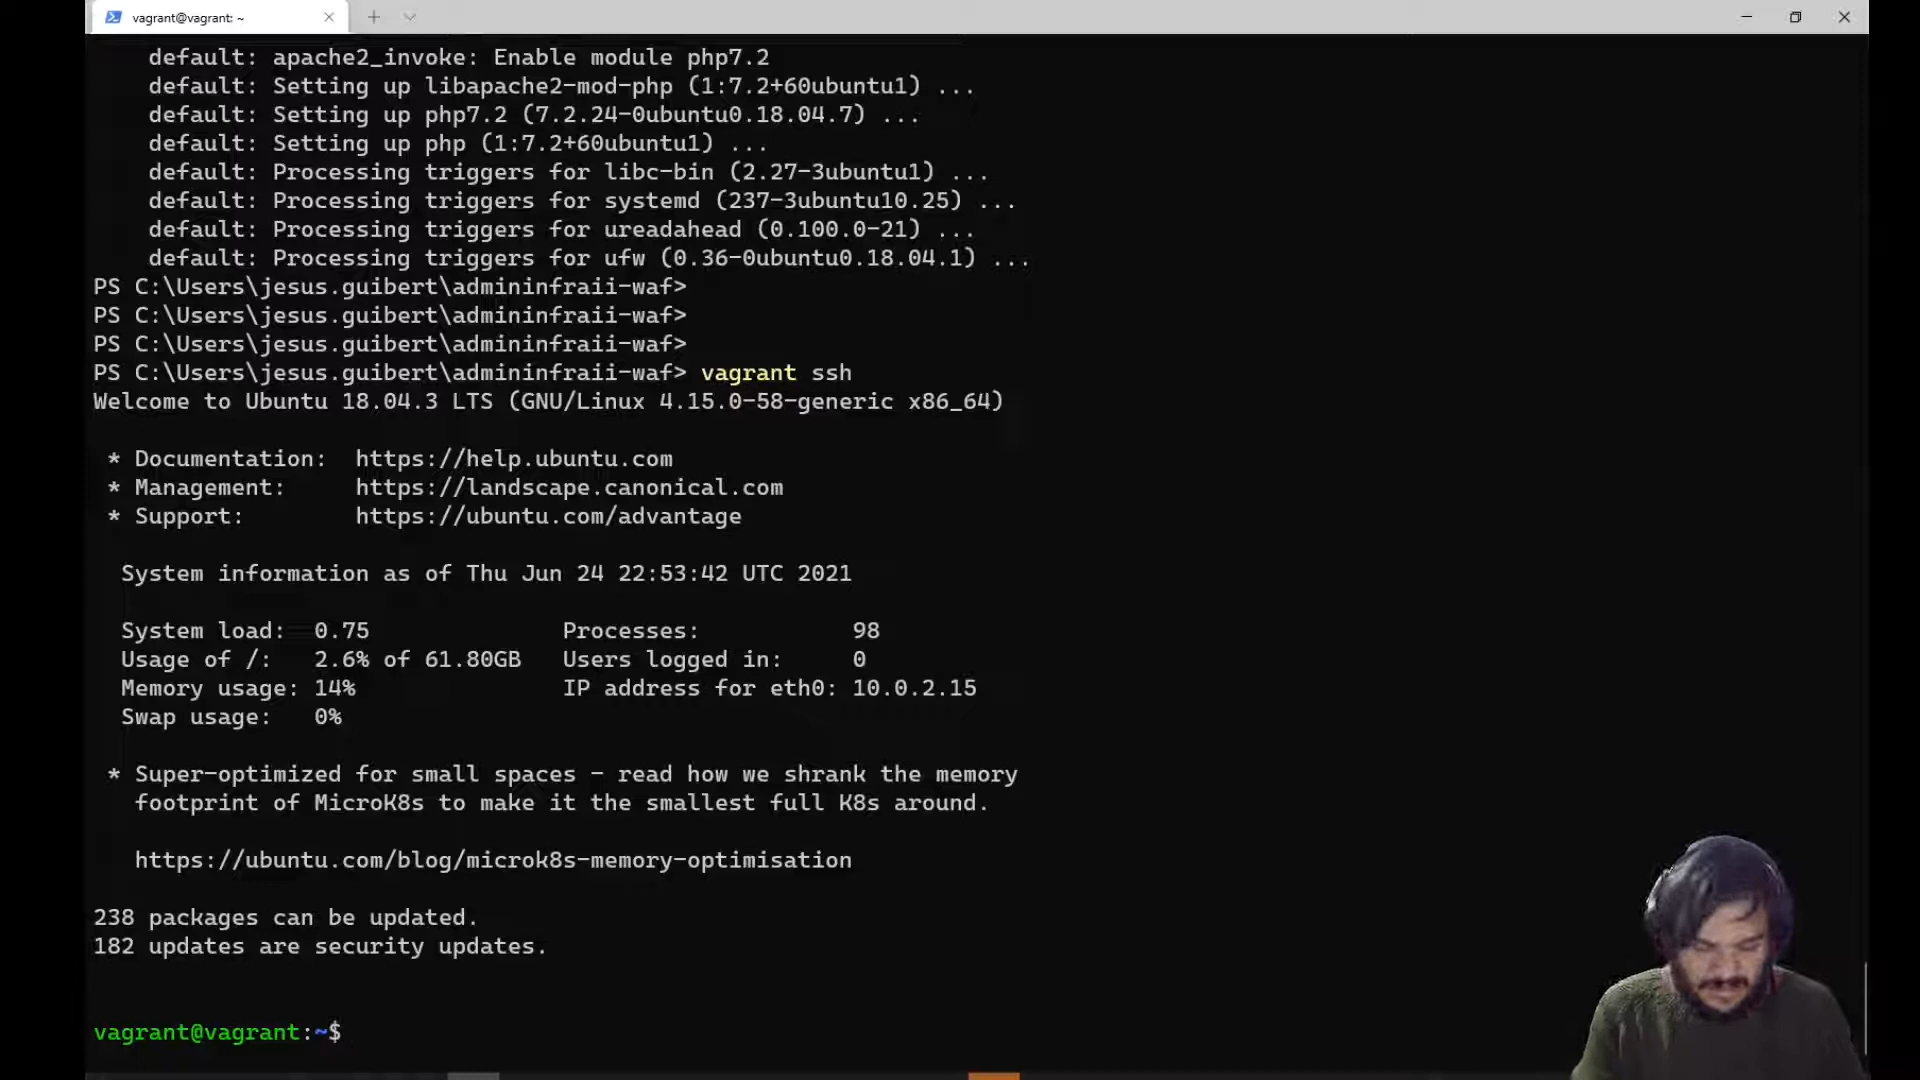 vagrant@vagrant: ~
default: apache2_invoke: Enable module php7.2
default: Setting up libapache2-mod-php (1:7.2+60ubuntu1) ...
default: Setting up php7.2 (7.2.24-0ubuntu0.18.04.7) ...
default: Setting up php (1:7.2+60ubuntu1) ...
default: Processing triggers for libc-bin (2.27-3ubuntu1) ...
default: Processing triggers for systemd (237-3ubuntu10.25) ...
default: Processing triggers for ureadahead (0.100.0-21) ...
default: Processing triggers for ufw (0.36-0ubuntu0.18.04.1) ...
PS C:\Users\jesus.guibert\admininfraii-waf>
PS C:\Users\jesus.guibert\admininfraii-waf>
PS C:\Users\jesus.guibert\admininfraii-waf>
PS C:\Users\jesus.guibert\admininfraii-waf> vagrant ssh
Welcome to Ubuntu 18.04.3 LTS (GNU/Linux 4.15.0-58-generic x86_64)
* Documentation: https://help.ubuntu.com
* Management: https://landscape.canonical.com
* Support: https://ubuntu.com/advantage
System information as of Thu Jun 24 22:53:42 UTC 2021
System load: 0.75 Processes: 98
Usage of /: 2.6% of 61.80GB Users logged in: 0
Memory usage: 14% IP address for eth0: 10.0.2.15
Swap usage: 0%
* Super-optimized for small spaces - read how we shrank the memory
footprint of MicroK8s to make it the smallest full K8s around.
https://ubuntu.com/blog/microk8s-memory-optimisation
238 packages can be updated.
182 updates are security updates.
vagrant@vagrant:~$